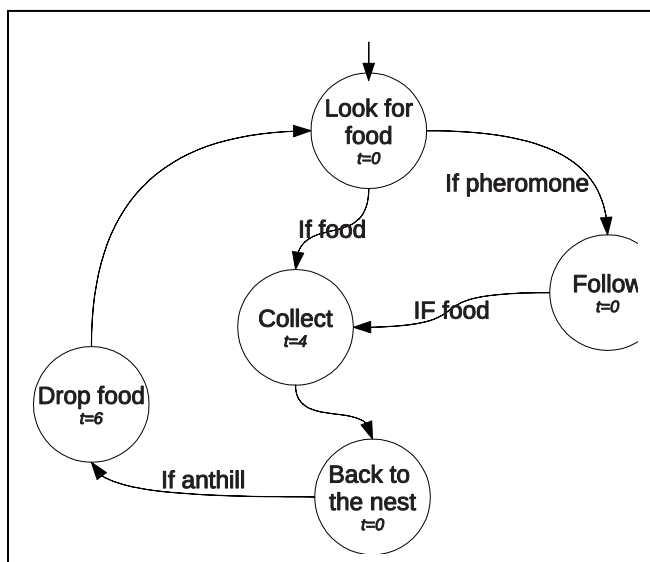 Look for
food
t=0
If pheromone
If food
Follow
t=0
Collect
t=4
IF food
Drop food
t=6
If anthill
Back to
the nest
t=0